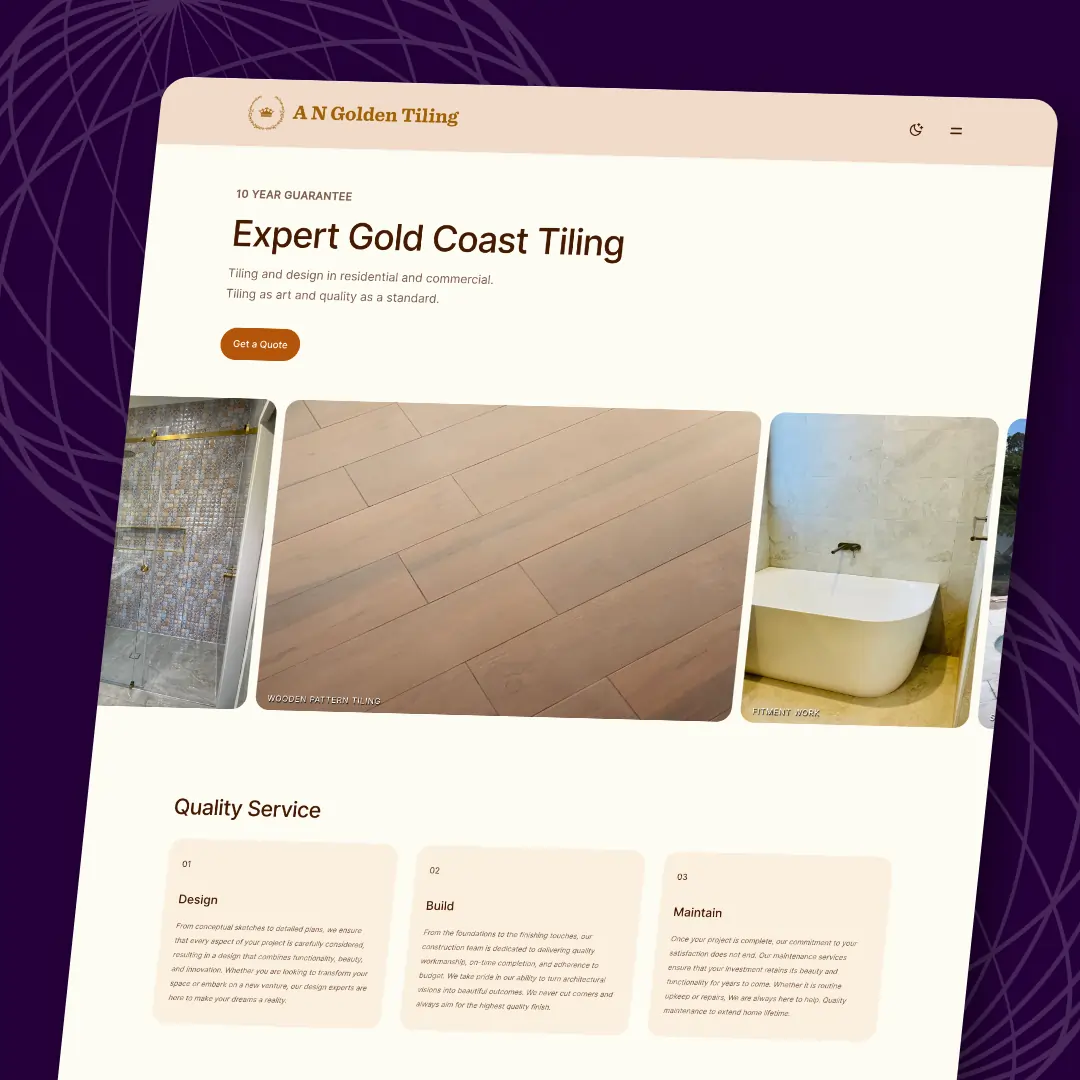 A N Golden Tiling
10 YEAR GUARANTEE
Expert Gold Coast Tiling
Tiling and design in residential and commercial.
Tiling as art and quality as a standard.
Get a Quote
WOODEN PATTERN TILING
FITMENT WORK
S
Quality Service
01
Design
From conceptual sketches to detailed plans, we ensure
that every aspect of your project is carefully considered,
resulting in a design that combines functionality, beauty,
and innovation. Whether you are looking to transform your
space or embark on a new venture, our design experts are
here to make your dreams a reality.
02
Build
From the foundations to the finishing touches, our
construction team is dedicated to delivering quality
workmanship, on-time completion, and adherence to
budget. We take pride in our ability to turn architectural
visions into beautiful outcomes. We never cut corners and
always aim for the highest quality finish.
03
Maintain
Once your project is complete, our commitment to your
satisfaction does not end. Our maintenance services
ensure that your investment retains its beauty and
functionality for years to come. Whether it is routine
upkeep or repairs, We are always here to help. Quality
maintenance to extend home lifetime.